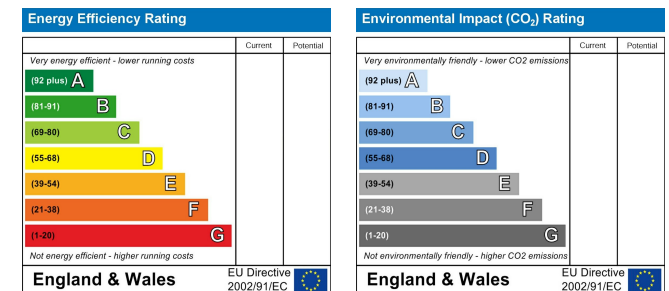 Energy Efficiency Rating
Current Potential
Very energy efficient - lower running costs
(92 plus) A
(81-91) B
(69-80) C
(55-68) D
(39-54) E
(21-38) F
(1-20) G
Not energy efficient - higher running costs
England & Wales
EU Directive
2002/91/EC
Environmental Impact (CO₂) Rating
Current Potential
Very environmentally friendly - lower CO2 emissions
(92 plus) A
(81-91) B
(69-80) C
(55-68) D
(39-54) E
(21-38) F
(1-20) G
Not environmentally friendly - higher CO2 emissions
England & Wales
EU Directive
2002/91/EC